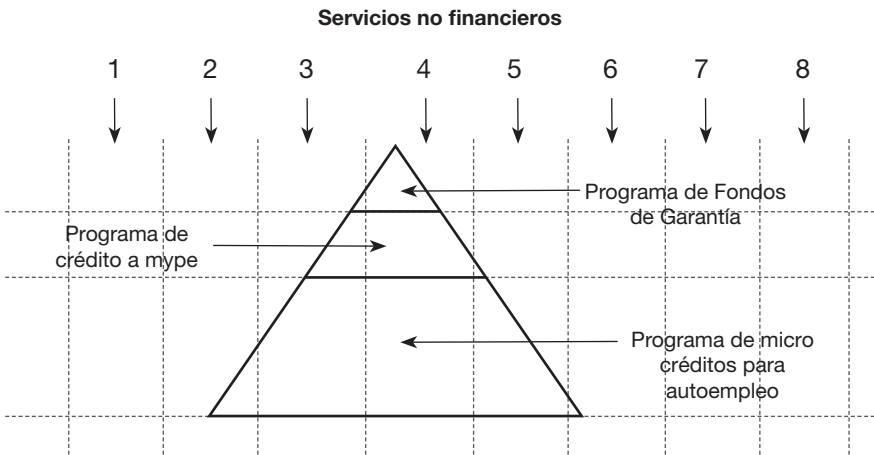 Servicios no financieros
1 2 3 4 5 6 7 8
Programa de Fondos
de Garantía
Programa de
crédito a mype
Programa de micro
créditos para
autoempleo